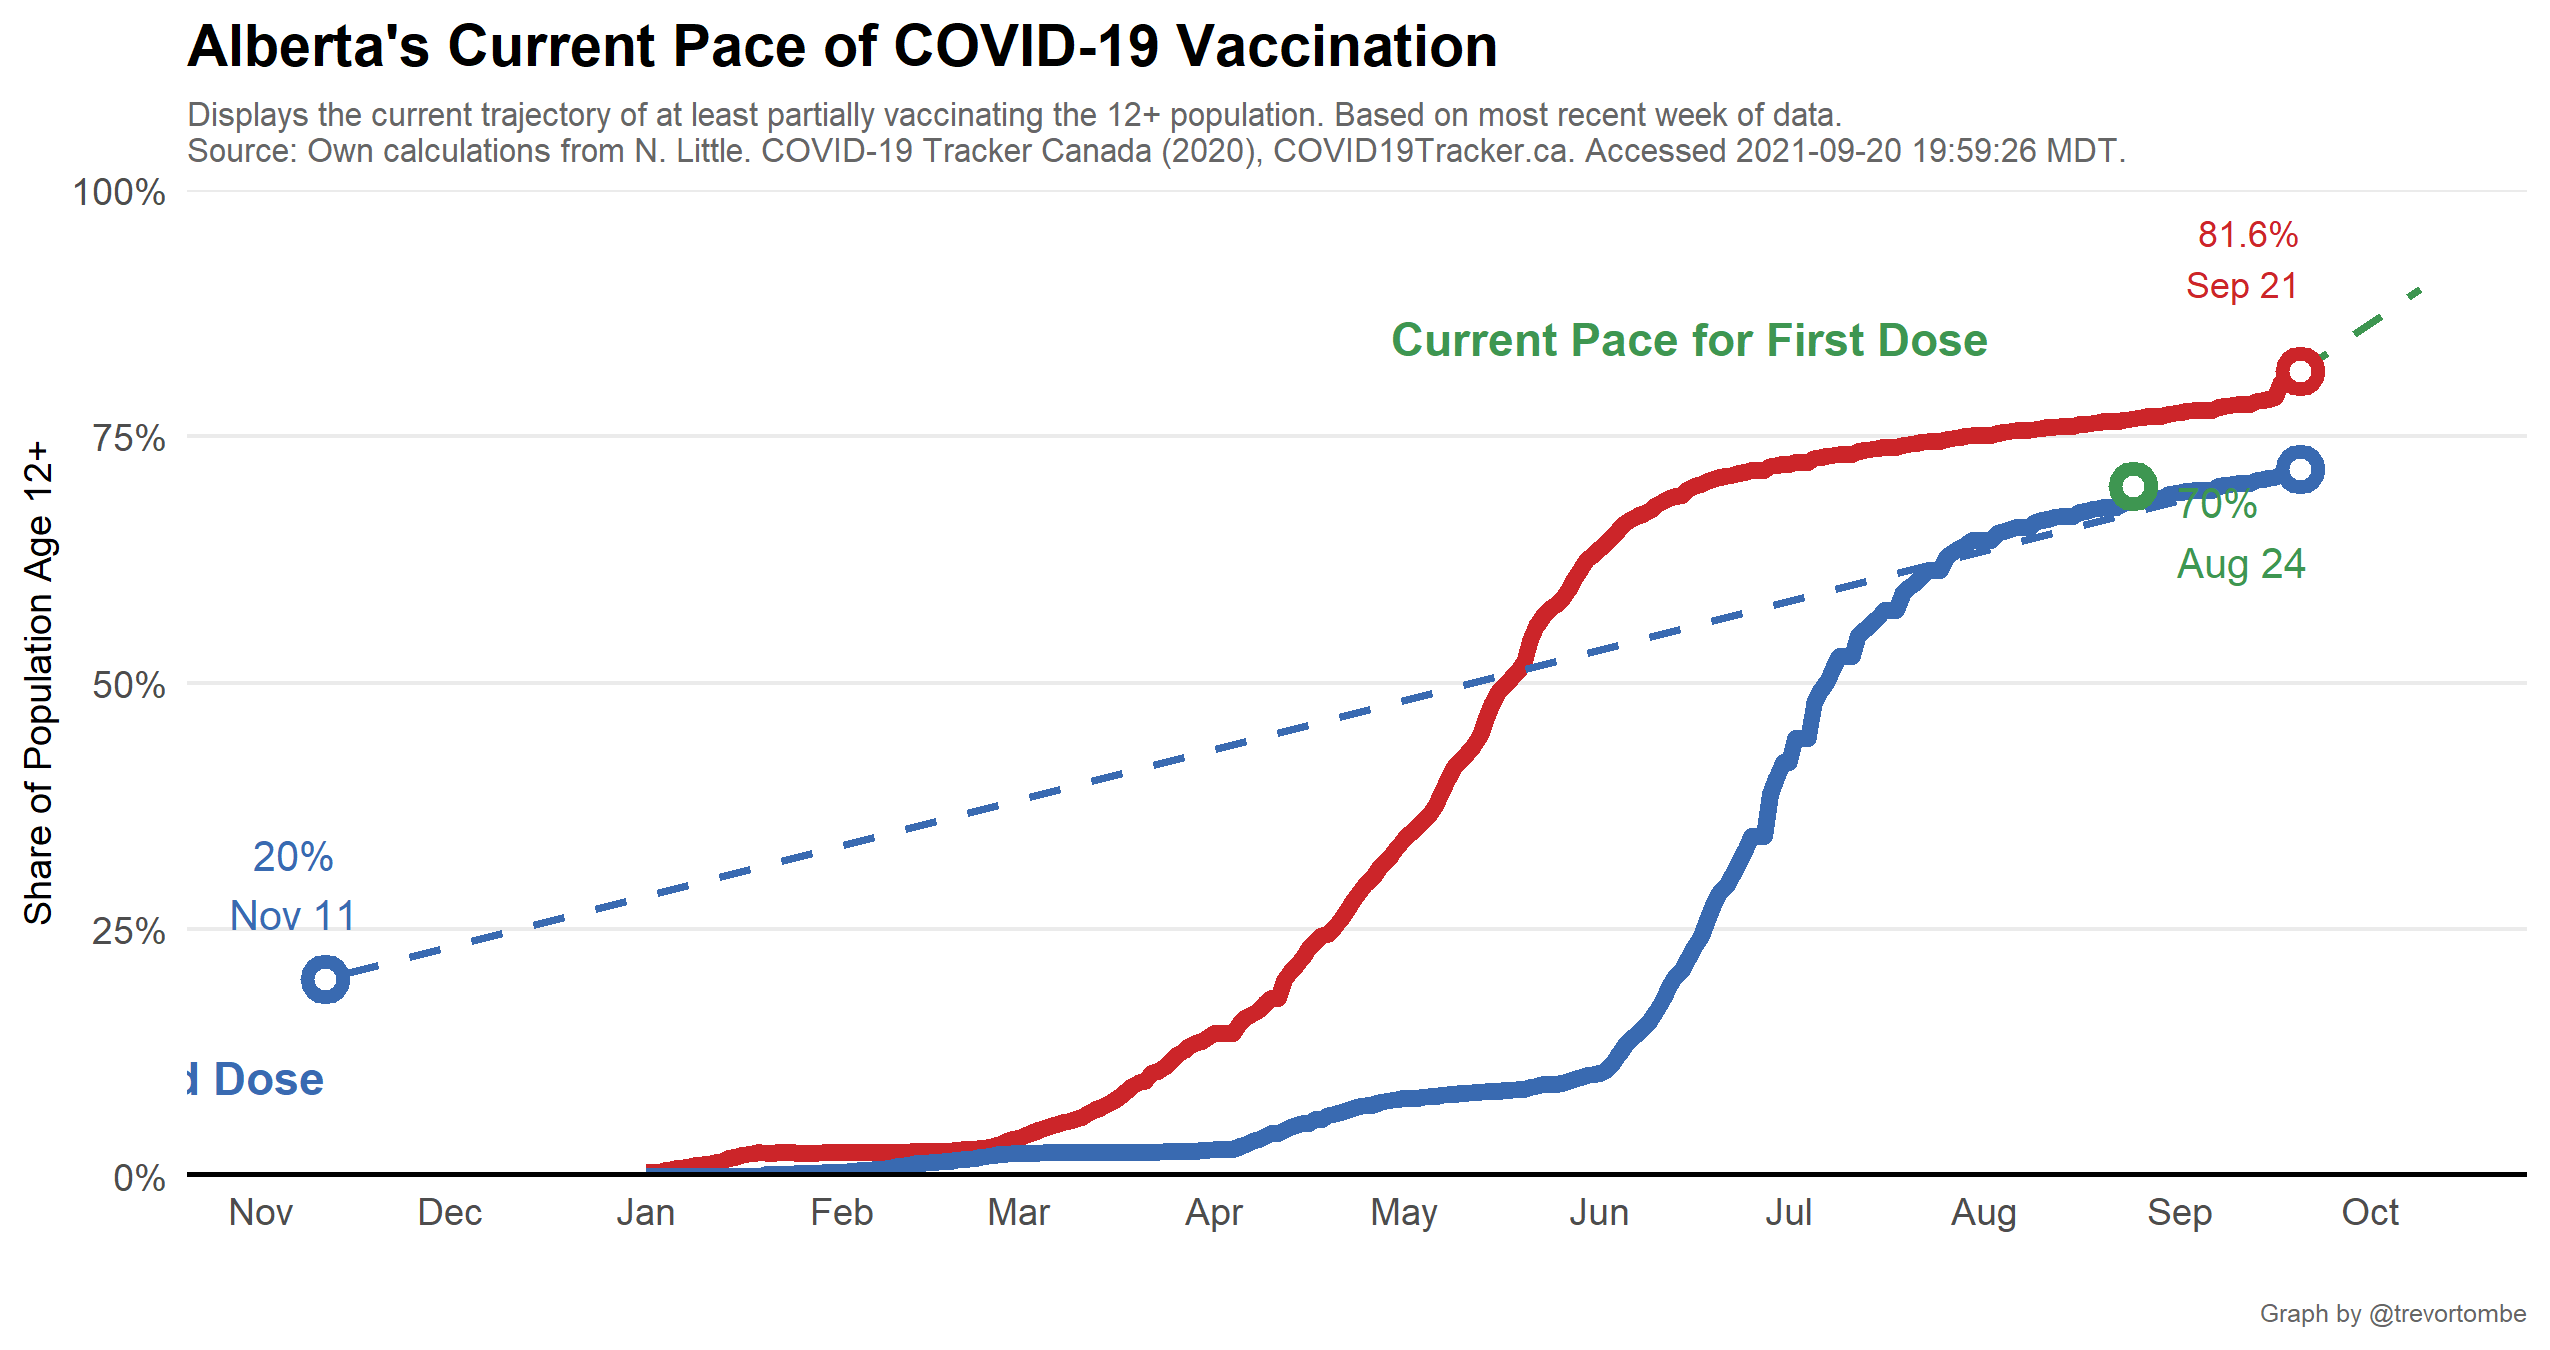 Alberta's Current Pace of COVID-19 Vaccination
Displays the current trajectory of at least partially vaccinating the 12+ population. Based on most recent week of data.
Source: Own calculations from N. Little. COVID-19 Tracker Canada (2020), COVID19Tracker.ca. Accessed 2021-09-20 19:59:26 MDT.
100%
75%
50%
25%
0%
Share of Population Age 12+
81.6%
Sep 21
Current Pace for First Dose
70%
Aug 24
20%
Nov 11
d Dose
Nov Dec Jan Feb Mar Apr May Jun Jul Aug Sep Oct
Graph by @trevortombe